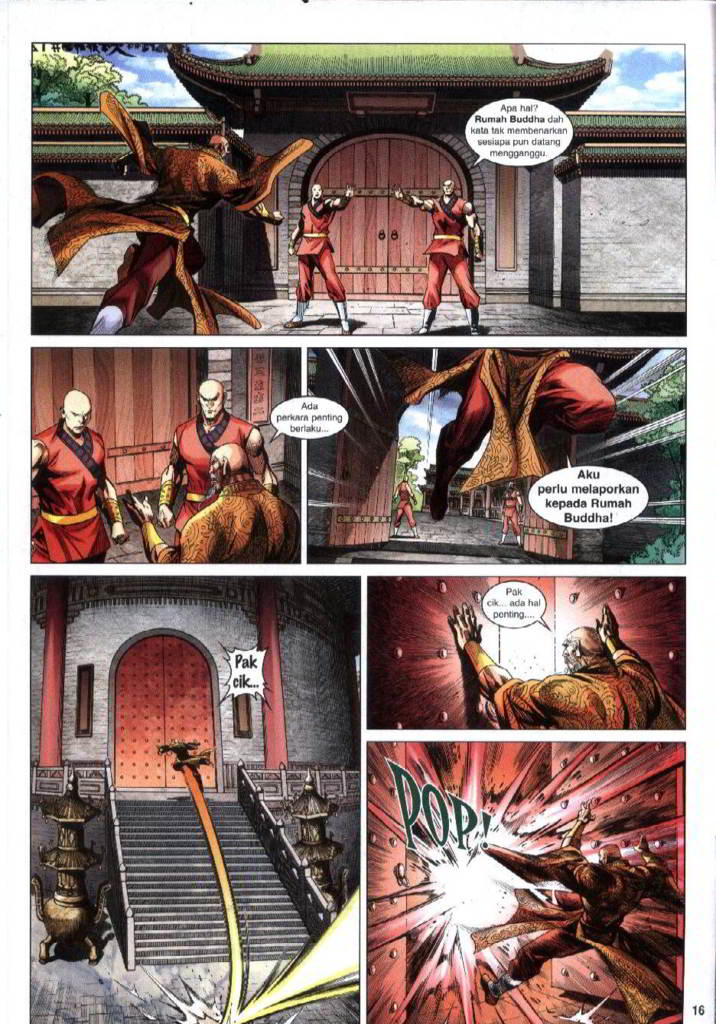 Apa hal?
Rumah Buddha dah
kata tak membenarkan
sesiapa pun datang
mengganggu.
Ada
perkara penting
berlaku...
Aku
perlu melaporkan
kepada Rumah
Buddha!
Pak
cik...
Pak
cik... ada hal
penting....
POP!
16